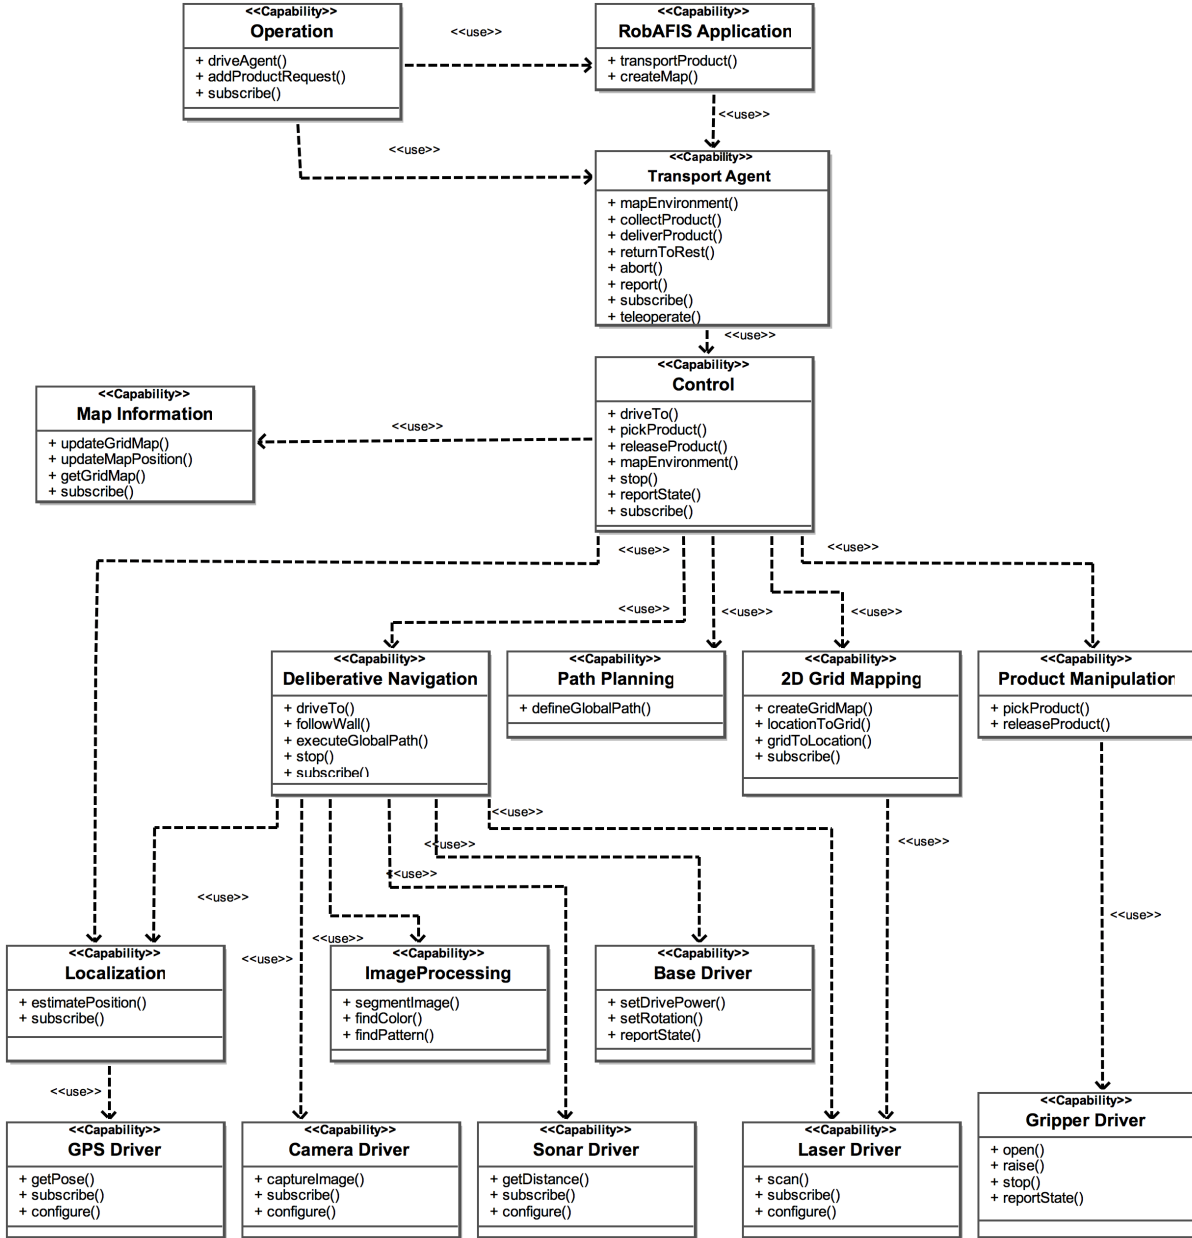 <<Capability>>
Operation
+ driveAgent()
+ addProductRequest()
+ subscribe()
<<use>>
<<Capability>>
RobAFIS Application
+ transportProduct()
+ createMap()
<<use>>
<<use>>
<<Capability>>
Transport Agent
+ mapEnvironment()
+ collectProduct()
+ deliverProduct()
+ returnToRest()
+ abort()
+ report()
+ subscribe()
+ teleoperate()
<<use>>
<<Capability>>
Control
+ driveTo()
+ pickProduct()
+ releaseProduct()
+ mapEnvironment()
+ stop()
+ reportState()
+ subscribe()
<<Capability>>
Map Information
+ updateGridMap()
+ updateMapPosition()
+ getGridMap()
+ subscribe()
<<use>>
<<use>>
<<use>>
<<use>>
<<use>>
<<use>>
<<Capability>>
Deliberative Navigation
+ driveTo()
+ followWall()
+ executeGlobalPath()
+ stop()
+ subscribe()
<<Capability>>
Path Planning
+ defineGlobalPath()
<<Capability>>
2D Grid Mapping
+ createGridMap()
+ locationToGrid()
+ gridToLocation()
+ subscribe()
<<Capability>>
Product Manipulation
+ pickProduct()
+ releaseProduct()
<<use>>
<<use>>
<<use>>
<<use>>
<<use>>
<<use>>
<<use>>
<<use>>
<<Capability>>
Localization
+ estimatePosition()
+ subscribe()
<<Capability>>
ImageProcessing
+ segmentImage()
+ findColor()
+ findPattern()
<<Capability>>
Base Driver
+ setDrivePower()
+ setRotation()
+ reportState()
<<use>>
<<Capability>>
GPS Driver
+ getPose()
+ subscribe()
+ configure()
<<Capability>>
Camera Driver
+ captureImage()
+ subscribe()
+ configure()
<<Capability>>
Sonar Driver
+ getDistance()
+ subscribe()
+ configure()
<<Capability>>
Laser Driver
+ scan()
+ subscribe()
+ configure()
<<Capability>>
Gripper Driver
+ open()
+ raise()
+ stop()
+ reportState()